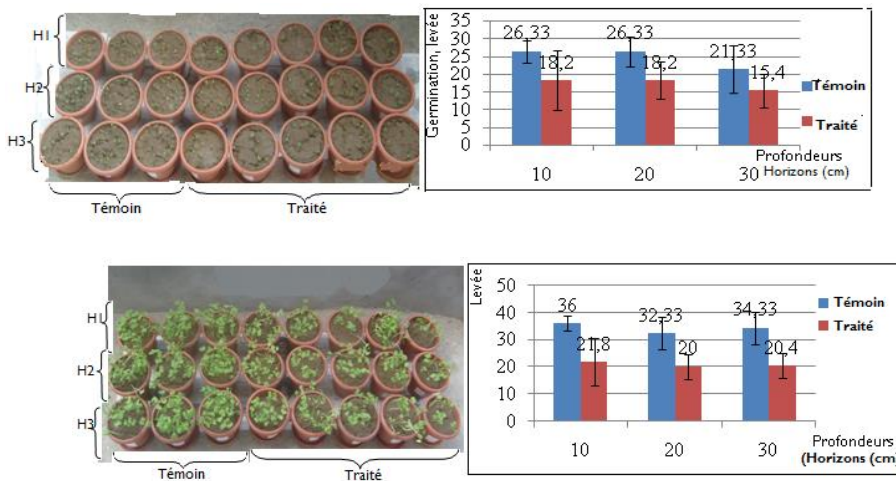 H1
H2
H3
Témoin
Traité
Germination, levée
35
30
25
20
15
10
5
0
26,33
18,2
26,33
18,2
21,33
15,4
Témoin
Traité
10
20
30
Profondeurs
Horizons (cm)
H1
H2
H3
Témoin
Traité
Levée
50
40
30
20
10
0
36
21,8
32,33
20
34,33
20,4
Témoin
Traité
10
20
30
Profondeurs
(Horizons (cm)